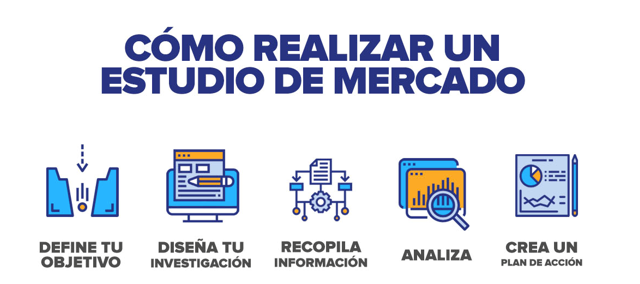 CÓMO REALIZAR UN
ESTUDIO DE MERCADO
DEFINE TU
OBJETIVO
DISEÑA TU
INVESTIGACIÓN
RECOPILA
INFORMACIÓN
ANALIZA
CREA UN
PLAN DE ACCIÓN